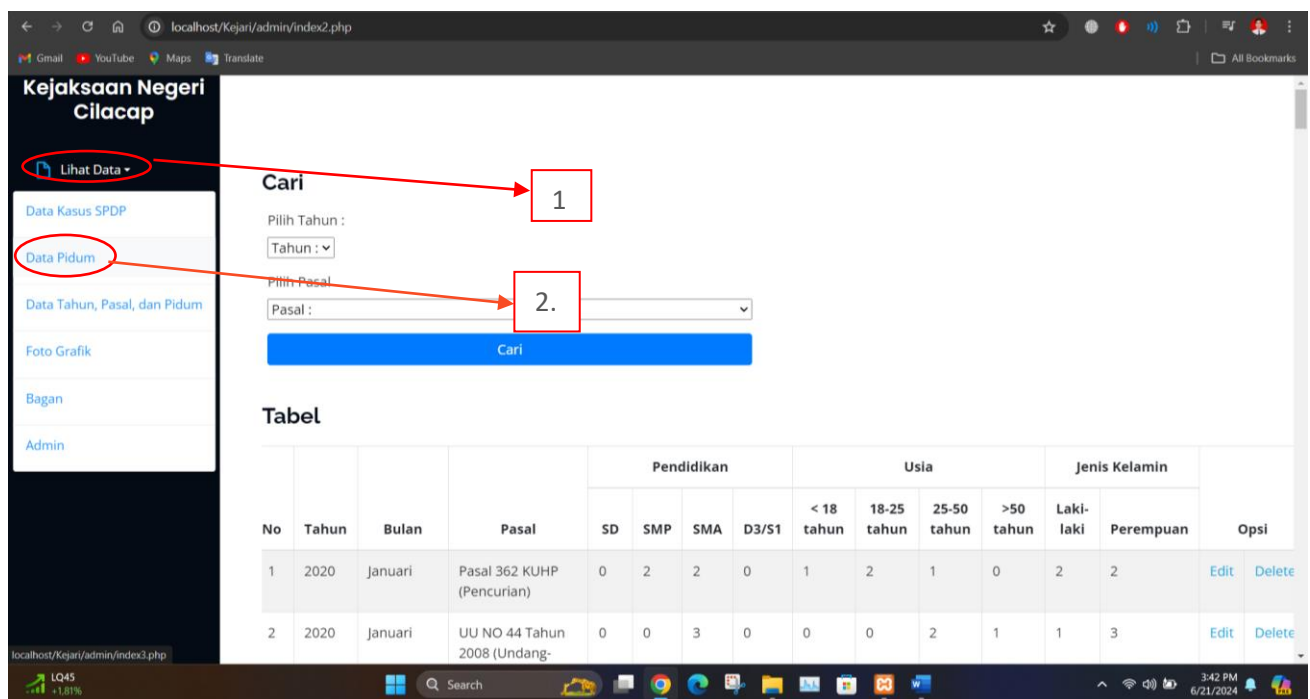 localhost/Kejari/admin/index2.php
Gmail YouTube Maps Translate All Bookmarks
Kejaksaan Negeri
Cilacap
Lihat Data
Data Kasus SPDP
Data Pidum
Data Tahun, Pasal, dan Pidum
Foto Grafik
Bagan
Admin
1
2.
Cari
Pilih Tahun :
Tahun :
Pilih Pasal
Pasal :
Cari
Tabel
Pendidikan Usia Jenis Kelamin
No Tahun Bulan Pasal SD SMP SMA D3/S1 < 18 tahun 18-25 tahun 25-50 tahun >50 tahun Laki-laki Perempuan Opsi
1 2020 Januari Pasal 362 KUHP 0 2 2 0 1 2 1 0 2 2 Edit Delete
(Pencurian)
2 2020 Januari UU NO 44 Tahun 0 0 3 0 0 0 2 1 1 3 Edit Delete
2008 (Undang-
localhost/Kejari/admin/index3.php
LQ45
+1,81%
Search
3:42 PM
6/21/2024